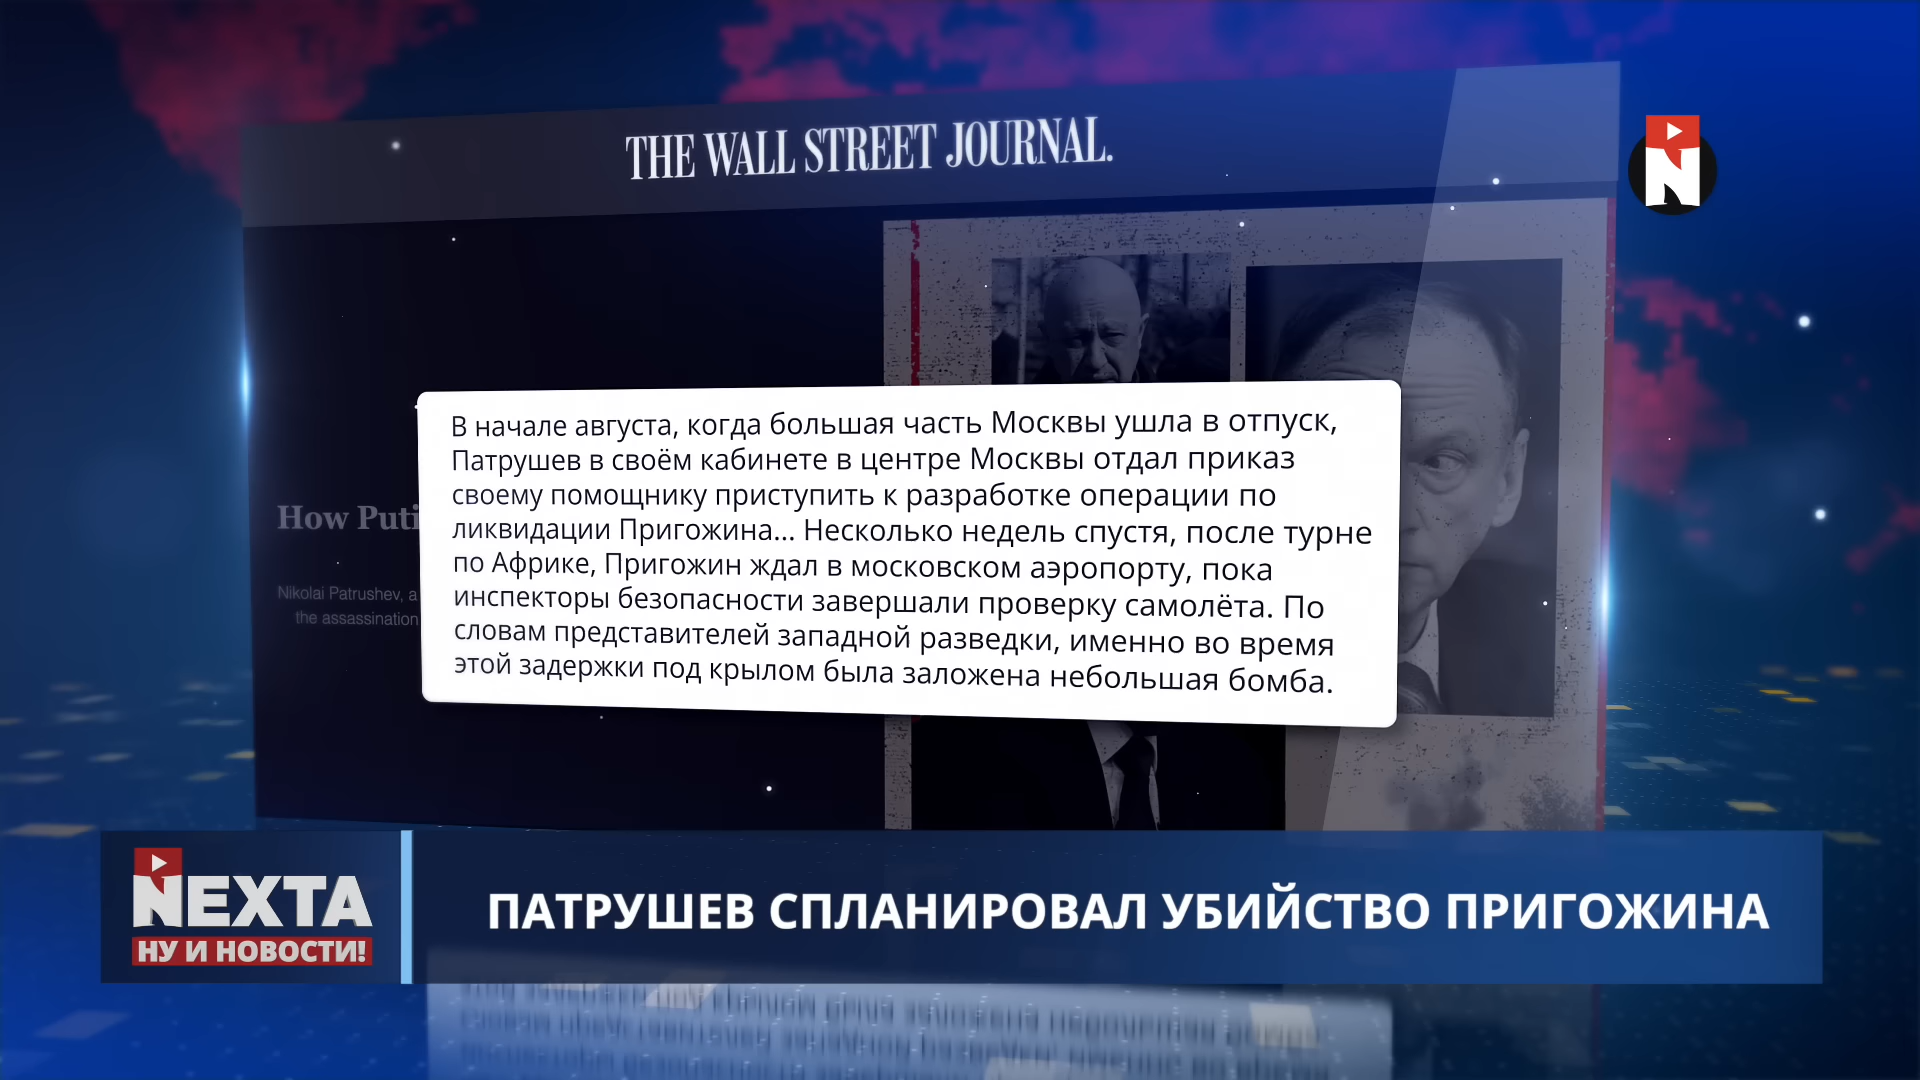 THE WALL STREET JOURNAL.
N
How Puti
Nikolai Patrushev, a
the assassination
В начале августа, когда большая часть Москвы ушла в отпуск,
Патрушев в своём кабинете в центре Москвы отдал приказ
своему помощнику приступить к разработке операции по
ликвидации Пригожина... Несколько недель спустя, после турне
по Африке, Пригожин ждал в московском аэропорту, пока
инспекторы безопасности завершали проверку самолёта. По
словам представителей западной разведки, именно во время
этой задержки под крылом была заложена небольшая бомба.
NEXTA
НУ И НОВОСТИ!
ПАТРУШЕВ СПЛАНИРОВАЛ УБИЙСТВО ПРИГОЖИНА